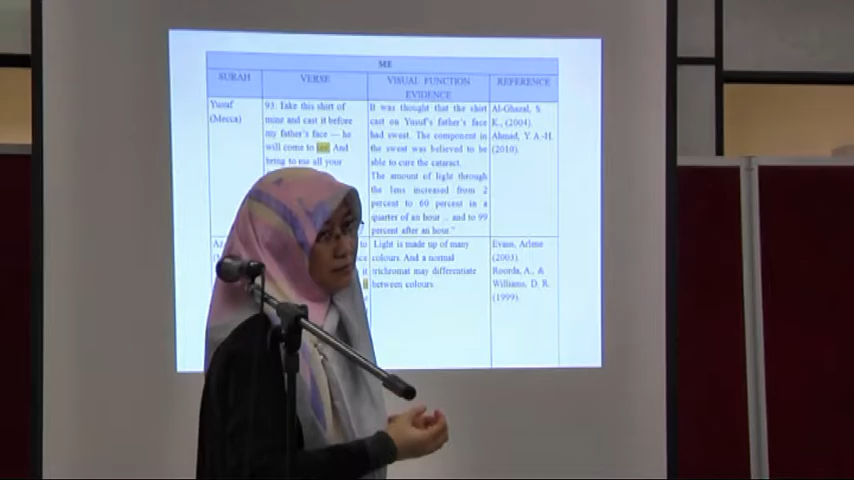 ME
SURAH VERSE VISUAL FUNCTION EVIDENCE REFERENCE
Yusuf
(Mecca)
93: Take this shirt of
mine and cast it before
my father's face — he
will come to see. And
bring to me all your
It was thought that the shirt
cast on Yusuf's father's face
had sweat. The component in
the swest was believed to be
able to cure the cataract.
The amount of light through
the lens increased from 2
percent to 60 percent in a
quarter of an hour .. and to 99
percent after an hour."
Al-Ghazal, S.
K., (2004).
Ahmad, Y. A.-H.
(2010).
to
it
Light is made up of many
colours. And a normal
trichromat may differentiate
between colours.
Evans, Arlene
(2003)
Roorda, A., &
Williams, D. R.
(1999).